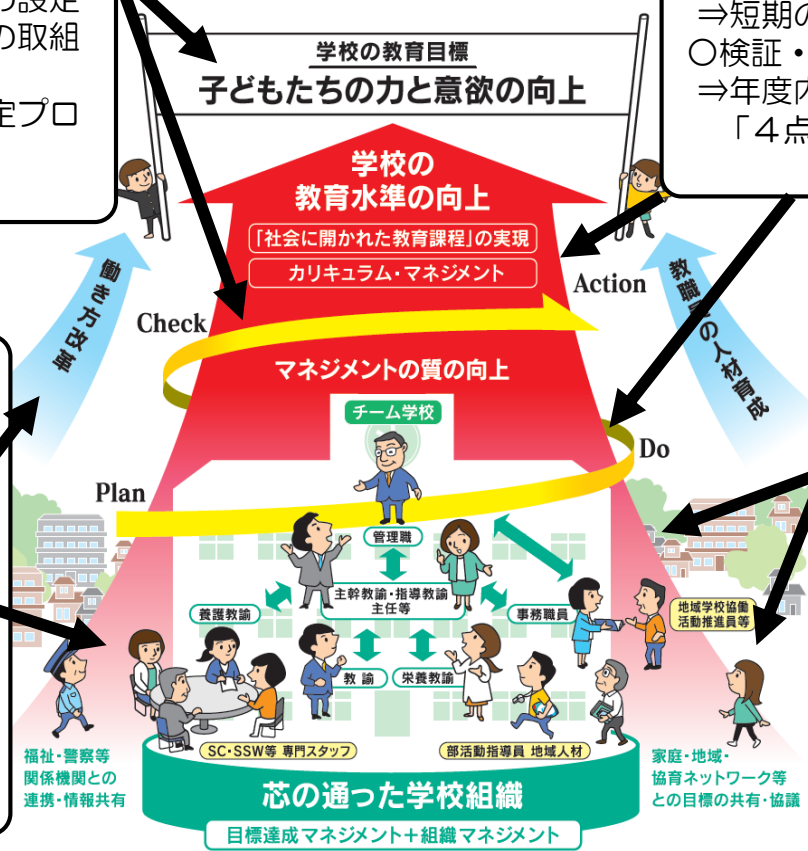 の設定
の取組
定プロ
⇒短期の
〇検証・
⇒年度内
「４点
学校の教育目標
子どもたちの力と意欲の向上
学校の
教育水準の向上
「社会に開かれた教育課程」の実現
カリキュラム・マネジメント
働き方改革
教職員の人材育成
Action
Check
マネジメントの質の向上
チーム学校
Do
Plan
管理職
主幹教諭・指導教諭
主任等
養護教諭
事務職員
地域学校協働
活動推進員等
教諭
栄養教諭
SC・SSW等 専門スタッフ
部活動指導員 地域人材
福祉・警察等
関係機関との
連携・情報共有
家庭・地域・
協育ネットワーク等
との目標の共有・協議
芯の通った学校組織
目標達成マネジメント＋組織マネジメント